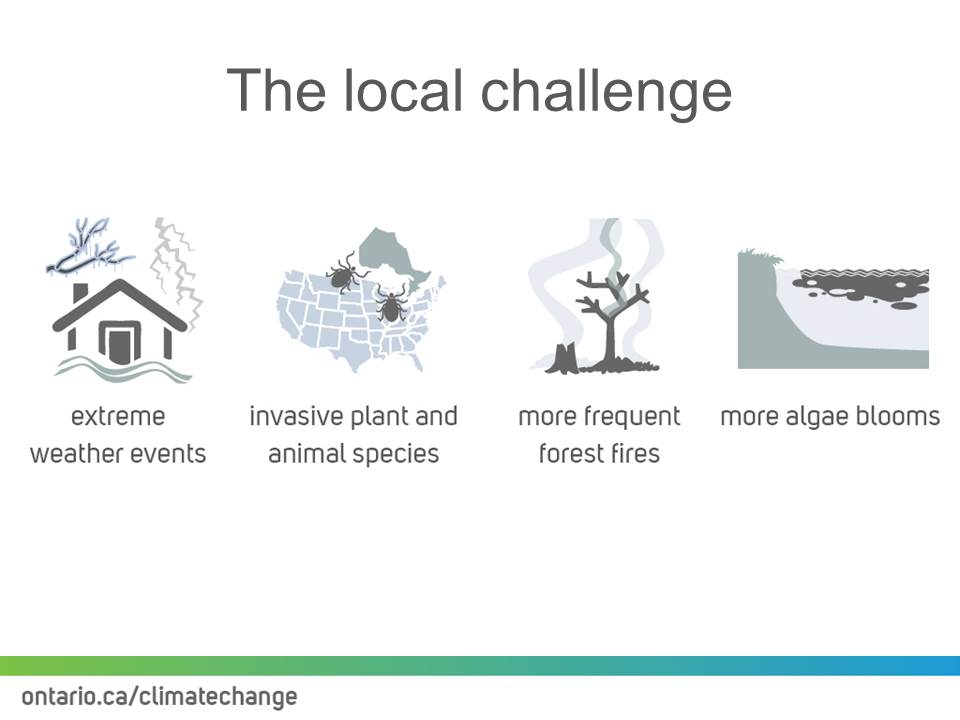 The local challenge
extreme
weather events
invasive plant and
animal species
more frequent
forest fires
more algae blooms
ontario.ca/climatechange